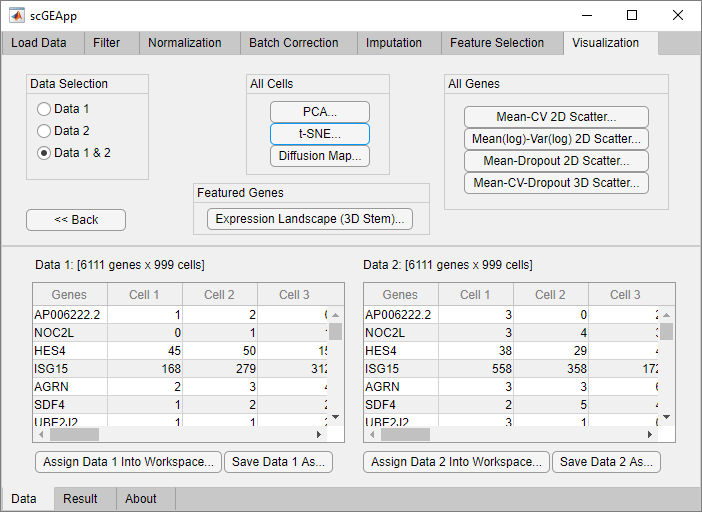 scGEApp
Load Data Filter Normalization Batch Correction Imputation Feature Selection Visualization
Data Selection
Data 1
Data 2
Data 1 & 2
<< Back
All Cells
PCA...
t-SNE...
Diffusion Map...
Featured Genes
Expression Landscape (3D Stem)...
All Genes
Mean-CV 2D Scatter...
Mean(log)-Var(log) 2D Scatter...
Mean-Dropout 2D Scatter...
Mean-CV-Dropout 3D Scatter...
Data 1: [6111 genes x 999 cells]
Genes Cell 1 Cell 2 Cell 3
AP006222.2 1 2
NOC2L 0 1
HES4 45 50
ISG15 168 279 312
AGRN 2 3
SDF4 1 2
UBE2J2 1 1
Assign Data 1 Into Workspace... Save Data 1 As...
Data 2: [6111 genes x 999 cells]
Genes Cell 1 Cell 2 Cell 3
AP006222.2 3 0
NOC2L 3 4
HES4 38 29
ISG15 558 358 172
AGRN 3 3
SDF4 2 5
UBE2J2 3 1
Assign Data 2 Into Workspace... Save Data 2 As...
Data Result About